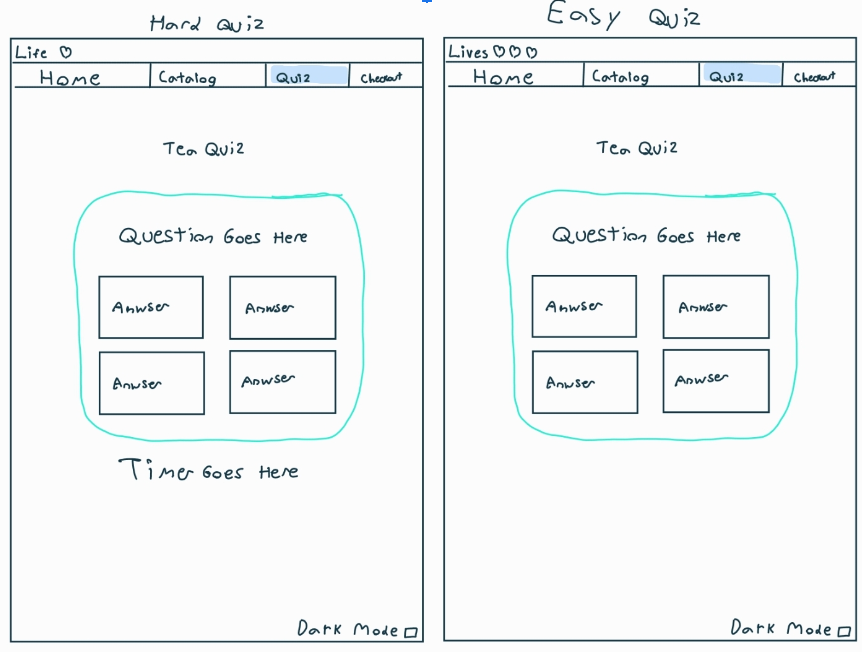 Hard Quiz
Life
Home Catalog Quiz Checkout
Tea Quiz
Question Goes Here
Anwser Anwser
Anwser Anwser
Timer Goes Here
Dark Mode
Easy Quiz
Lives
Home Catalog Quiz Checkout
Tea Quiz
Question Goes Here
Anwser Anwser
Anwser Anwser
Dark Mode